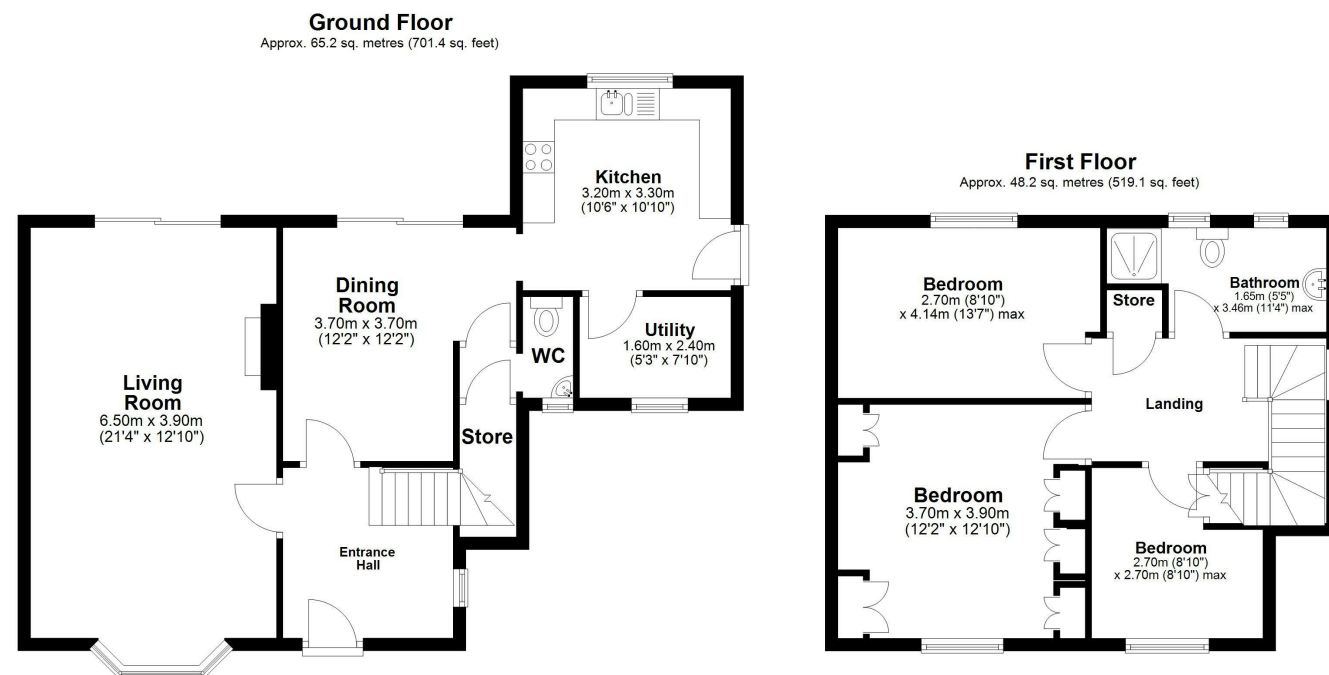 Ground Floor
Approx. 65.2 sq. metres (701.4 sq. feet)
Kitchen
3.20m x 3.30m
(10'6" x 10'10")
Dining
Room
3.70m x 3.70m
(12'2" x 12'2")
WC
Utility
1.60m x 2.40m
(5'3" x 7'10")
Living
Room
6.50m x 3.90m
(21'4" x 12'10")
Store
Entrance
Hall
First Floor
Approx. 48.2 sq. metres (519.1 sq. feet)
Bedroom
2.70m (8'10")
x 4.14m (13'7") max
Bathroom
1.65m (5'5")
x 3.46m (11'4") max
Store
Landing
Bedroom
3.70m x 3.90m
(12'2" x 12'10")
Bedroom
2.70m (8'10")
x 2.70m (8'10") max